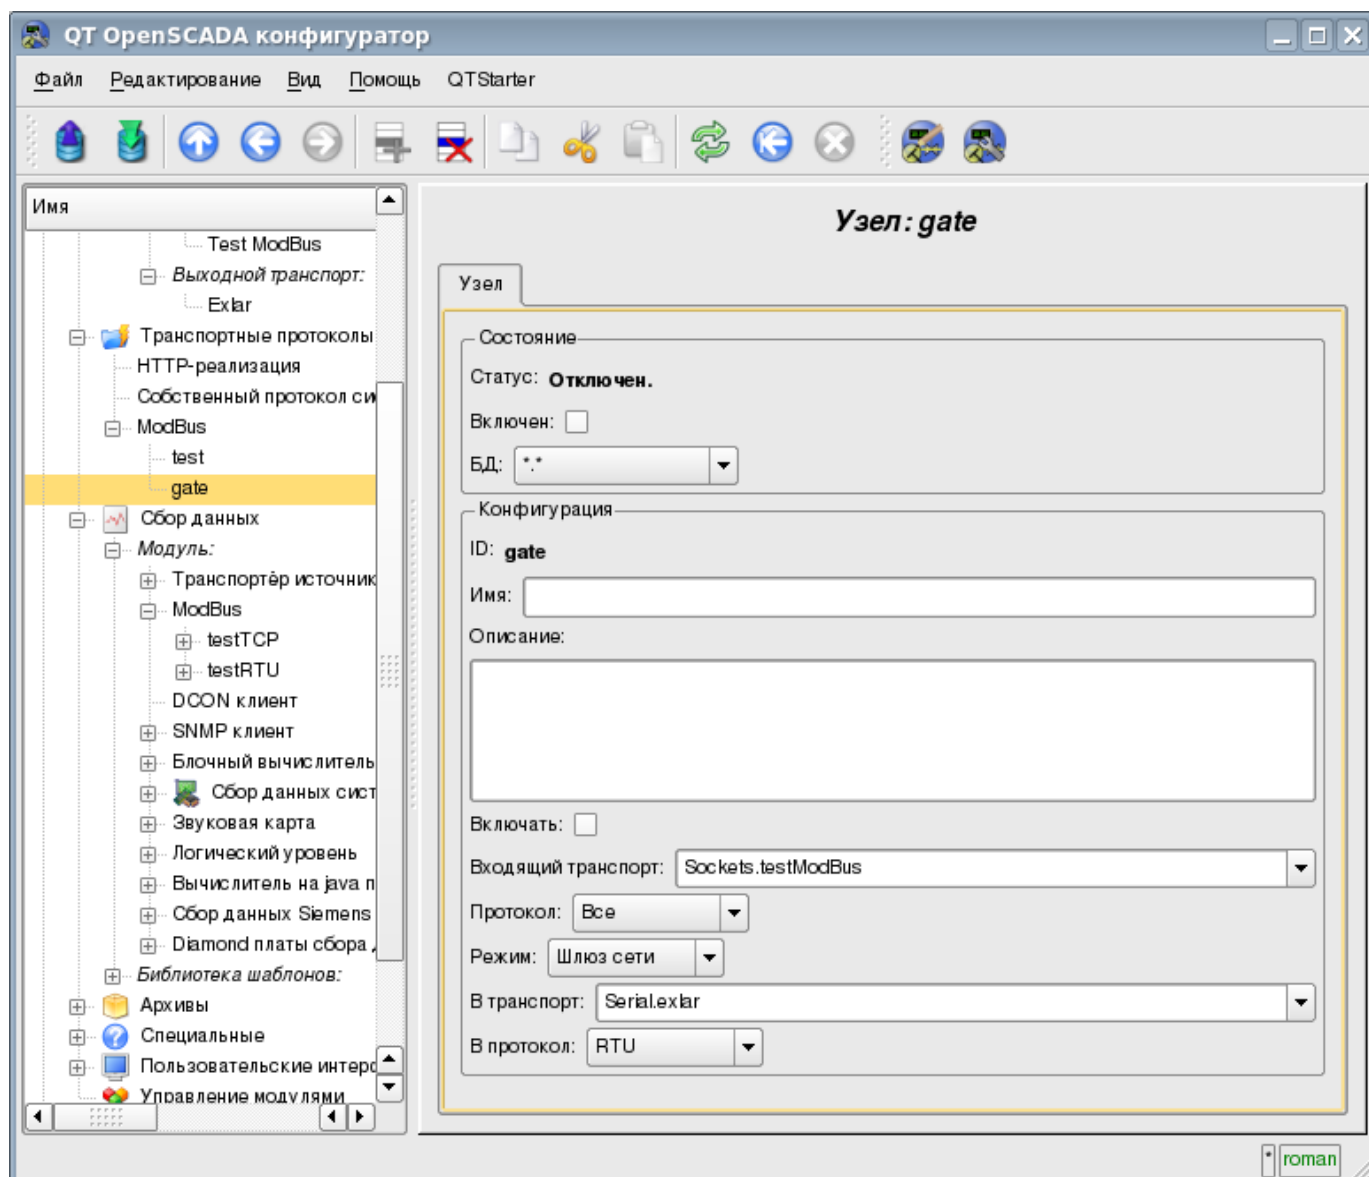 QT OpenSCADA конфигуратор
Файл Редактирование Вид Помощь QTStarter
Имя
Test ModBus
Выходной транспорт:
Exlar
Транспортные протоколы
HTTP-реализация
Собственный протокол си
ModBus
test
gate
Сбор данных
Модуль:
Транспортёр источник
ModBus
testTCP
testRTU
DCON клиент
SNMP клиент
Блочный вычислитель
Сбор данных сист
Звуковая карта
Логический уровень
Вычислитель на java п
Сбор данных Siemens
Diamond платы сбора
Библиотека шаблонов:
Архивы
Специальные
Пользовательские интерф
Управление модулями
Узел: gate
Узел
Состояние
Статус: Отключен.
Включен:
БД: *.*
Конфигурация
ID: gate
Имя:
Описание:
Включать:
Входящий транспорт: Sockets.testModBus
Протокол: Все
Режим: Шлюз сети
В транспорт: Serial.exlar
В протокол: RTU
* roman